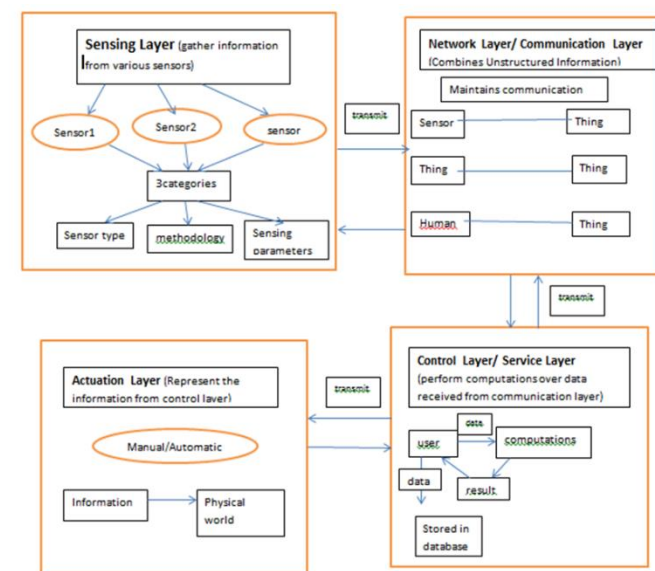 Sensing Layer (gather information
from various sensors)
Sensor1
Sensor2
sensor
3categories
Sensor type
methodology
Sensing
parameters
transmit
Network Layer/ Communication Layer
(Combines Unstructured Information)
Maintains communication
Sensor
Thing
Thing
Thing
Human
Thing
transmit
Actuation Layer (Represent the
information from control layer)
Manual/Automatic
Information
Physical
world
transmit
Control Layer/ Service Layer
(perform computations over data
received from communication layer)
user
data
computations
data
result
Stored in
database